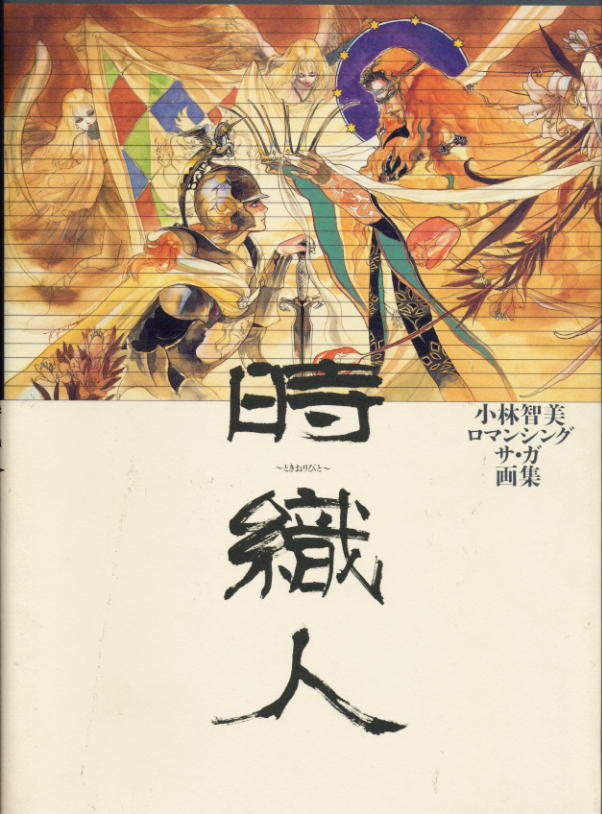 小林智美
ロマンシング
サ・ガ
画集
時
〜ときおりびと〜
織
人